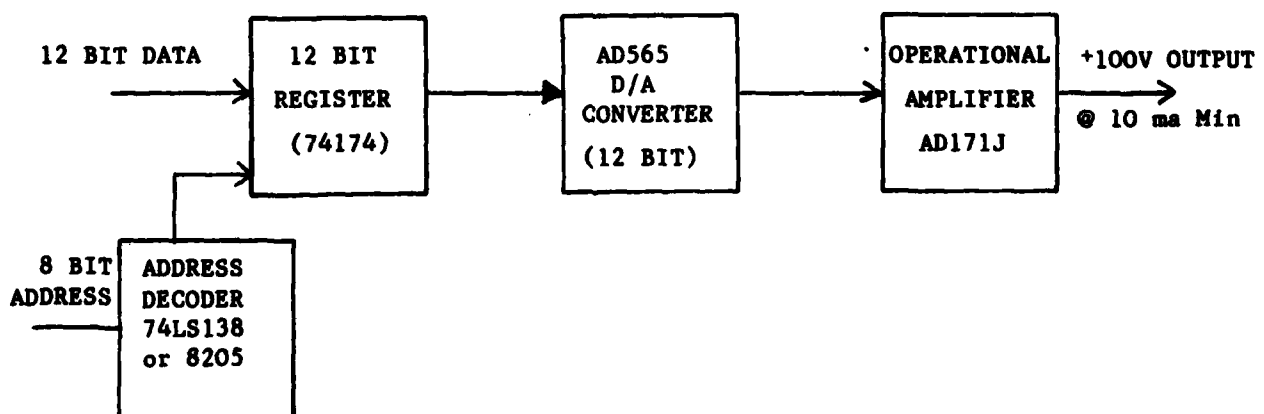 12 BIT DATA
12 BIT
REGISTER
(74174)
AD565
D/A
CONVERTER
(12 BIT)
OPERATIONAL
AMPLIFIER
AD171J
+100V OUTPUT
@ 10 ma Min
8 BIT
ADDRESS
ADDRESS
DECODER
74LS138
or 8205